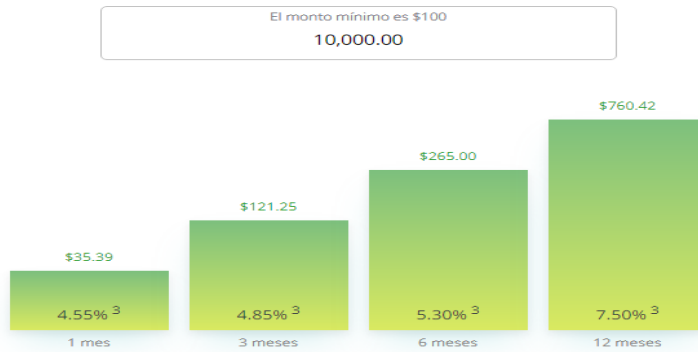 El monto mínimo es $100
10,000.00
$760.42
$265.00
$121.25
$35.39
4.55% 3
4.85% 3
5.30% 3
7.50% 3
1 mes
3 meses
6 meses
12 meses